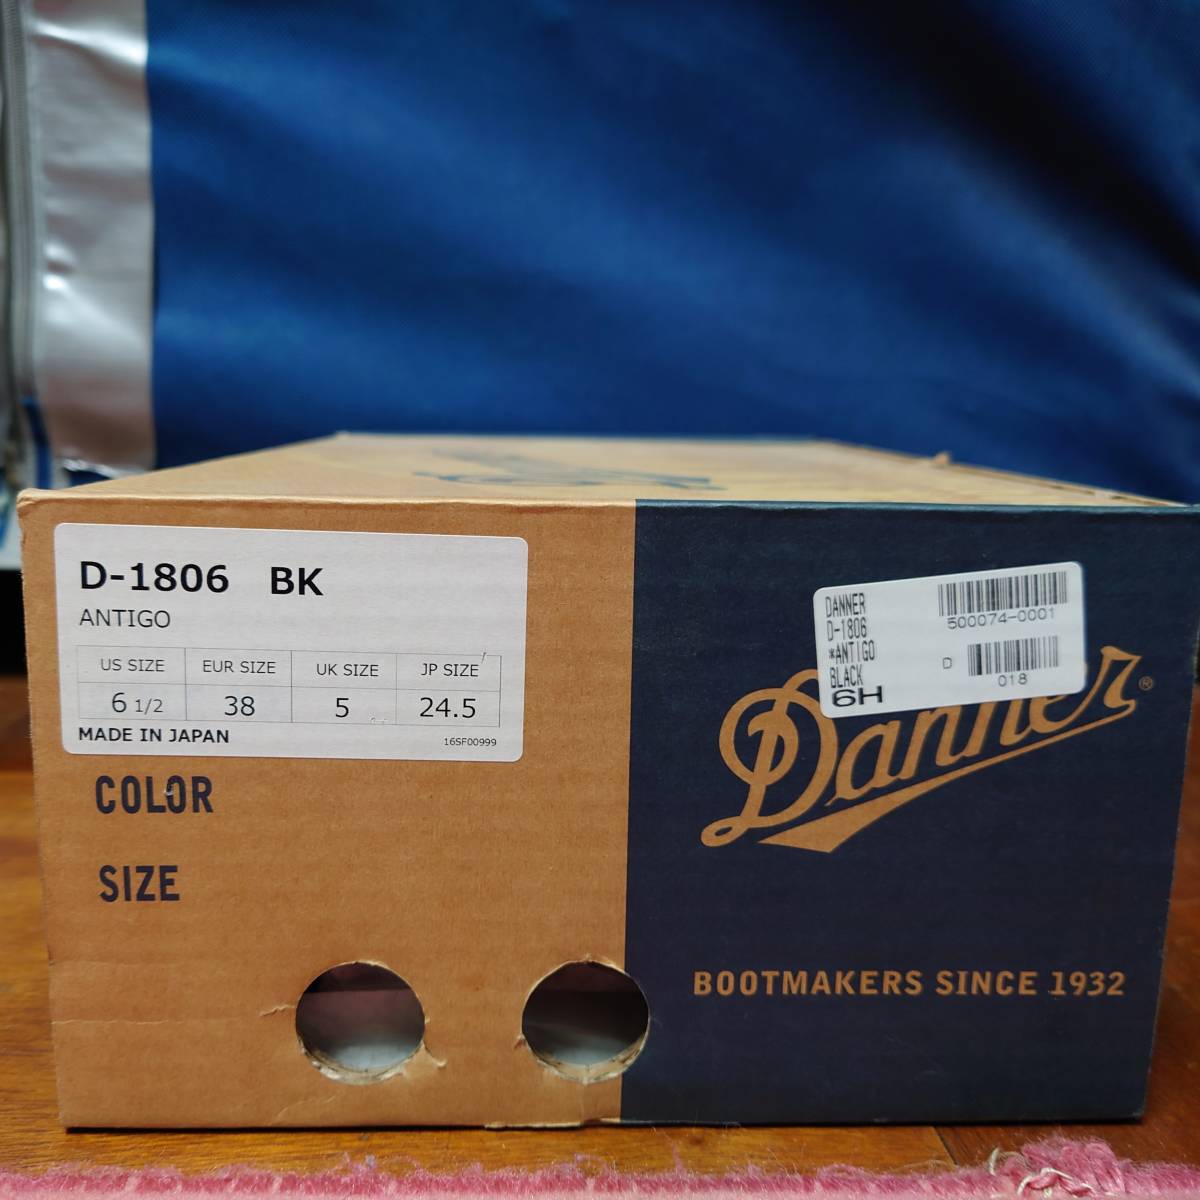 D-1806 BK
ANTIGO
US SIZE EUR SIZE UK SIZE JP SIZE
6 1/2 38 5 24.5
MADE IN JAPAN 16SF00999
COLOR
SIZE
DANNER
D-1806
*ANTIGO
BLACK
6H
500074-0001
D
018
Danner®
BOOTMAKERS SINCE 1932